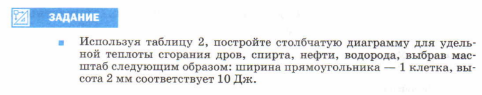 ЗАДАНИЕ
Используя таблицу 2, постройте столбчатую диаграмму для удель-
ной теплоты сгорания дров, спирта, нефти, водорода, выбрав мас-
штаб следующим образом: ширина прямоугольника — 1 клетка, вы-
сота 2 мм соответствует 10 Дж.